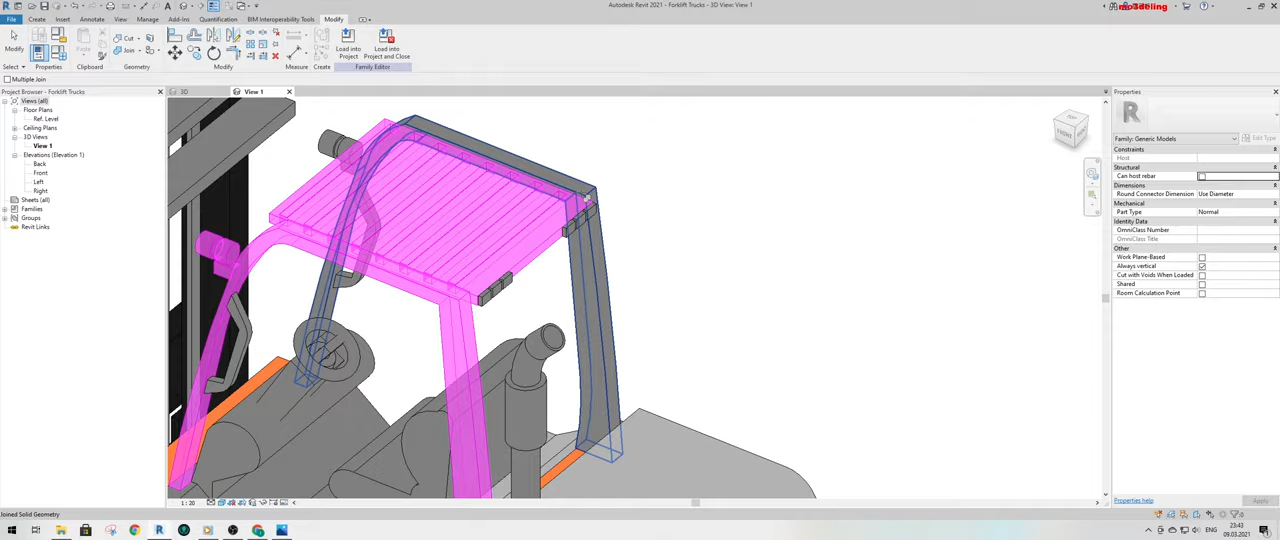 Autodesk Revit 2021 - Forklift Trucks - 3D View: View 1
modeling
File Create Insert Annotate View Manage Add-Ins Quantification BIM Interoperability Tools Modify
Modify Paste Cut Join Load into Project Load into Project and Close
Select Properties Clipboard Geometry Modify Measure Create Family Editor
Multiple Join
Project Browser - Forklift Trucks
Views (all)
Floor Plans
Ref. Level
Ceiling Plans
3D Views
View 1
Elevations (Elevation 1)
Back
Front
Left
Right
Sheets (all)
Families
Groups
Revit Links
3D View 1
FRONT
Properties
R
Family: Generic Models Edit Type
Constraints
Host
Structural
Can host rebar
Dimensions
Round Connector Dimension Use Diameter
Mechanical
Part Type Normal
Identity Data
OmniClass Number
OmniClass Title
Other
Work Plane-Based
Always vertical
Cut with Voids When Loaded
Shared
Room Calculation Point
Properties help Apply
1 : 20
Joined Solid Geometry
:0
ENG
23:43
09.03.2021